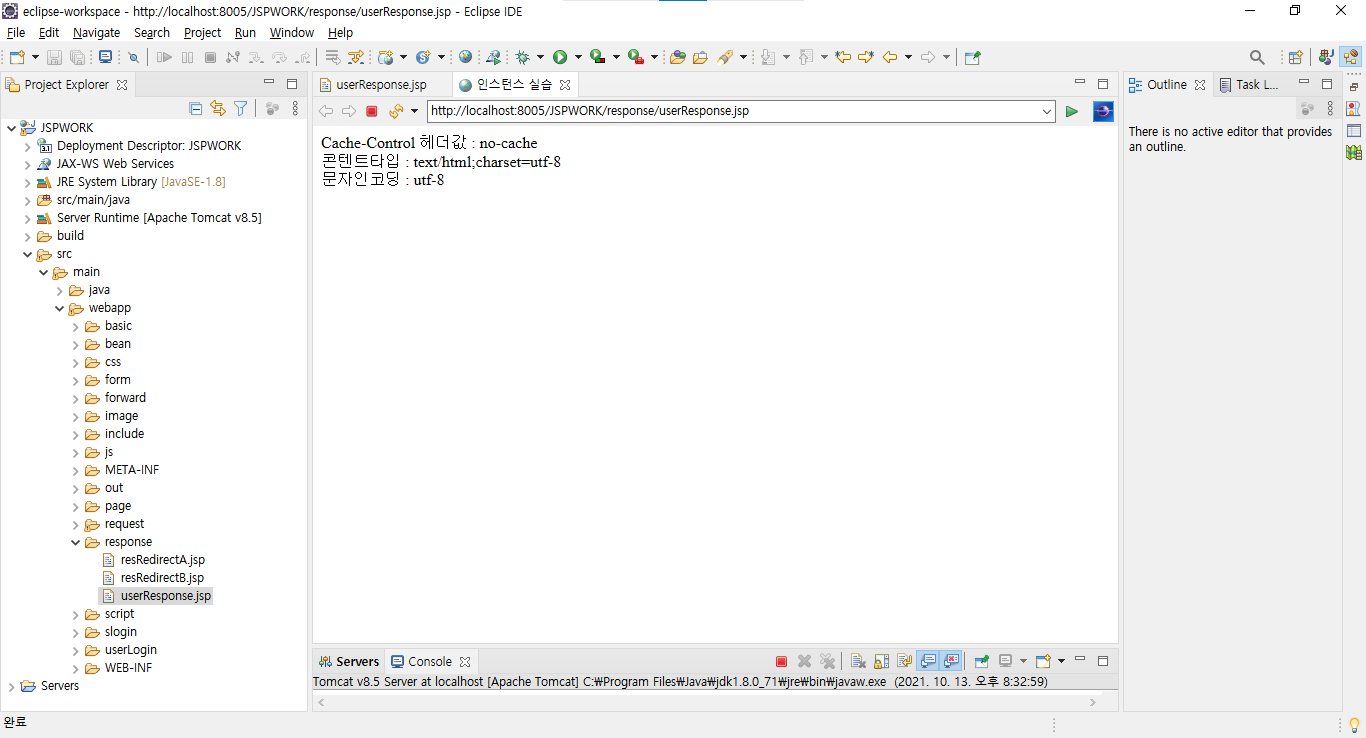 eclipse-workspace - http://localhost:8005/JSPWORK/response/userResponse.jsp - Eclipse IDE
File Edit Navigate Search Project Run Window Help
Project Explorer
JSPWORK
Deployment Descriptor: JSPWORK
JAX-WS Web Services
JRE System Library [JavaSE-1.8]
src/main/java
Server Runtime [Apache Tomcat v8.5]
build
src
main
java
webapp
basic
bean
css
form
forward
image
include
js
META-INF
out
page
request
response
resRedirectA.jsp
resRedirectB.jsp
userResponse.jsp
script
slogin
userLogin
WEB-INF
Servers
userResponse.jsp 인스턴스 실습
http://localhost:8005/JSPWORK/response/userResponse.jsp
Cache-Control 헤더값 : no-cache
콘텐트타입 : text/html;charset=utf-8
문자인코딩 : utf-8
Servers Console
Tomcat v8.5 Server at localhost [Apache Tomcat] C:₩Program Files₩Java₩jdk1.8.0_71₩jre₩bin₩javaw.exe (2021. 10. 13. 오후 8:32:59)
Outline Task L...
There is no active editor that provides
an outline.
완료